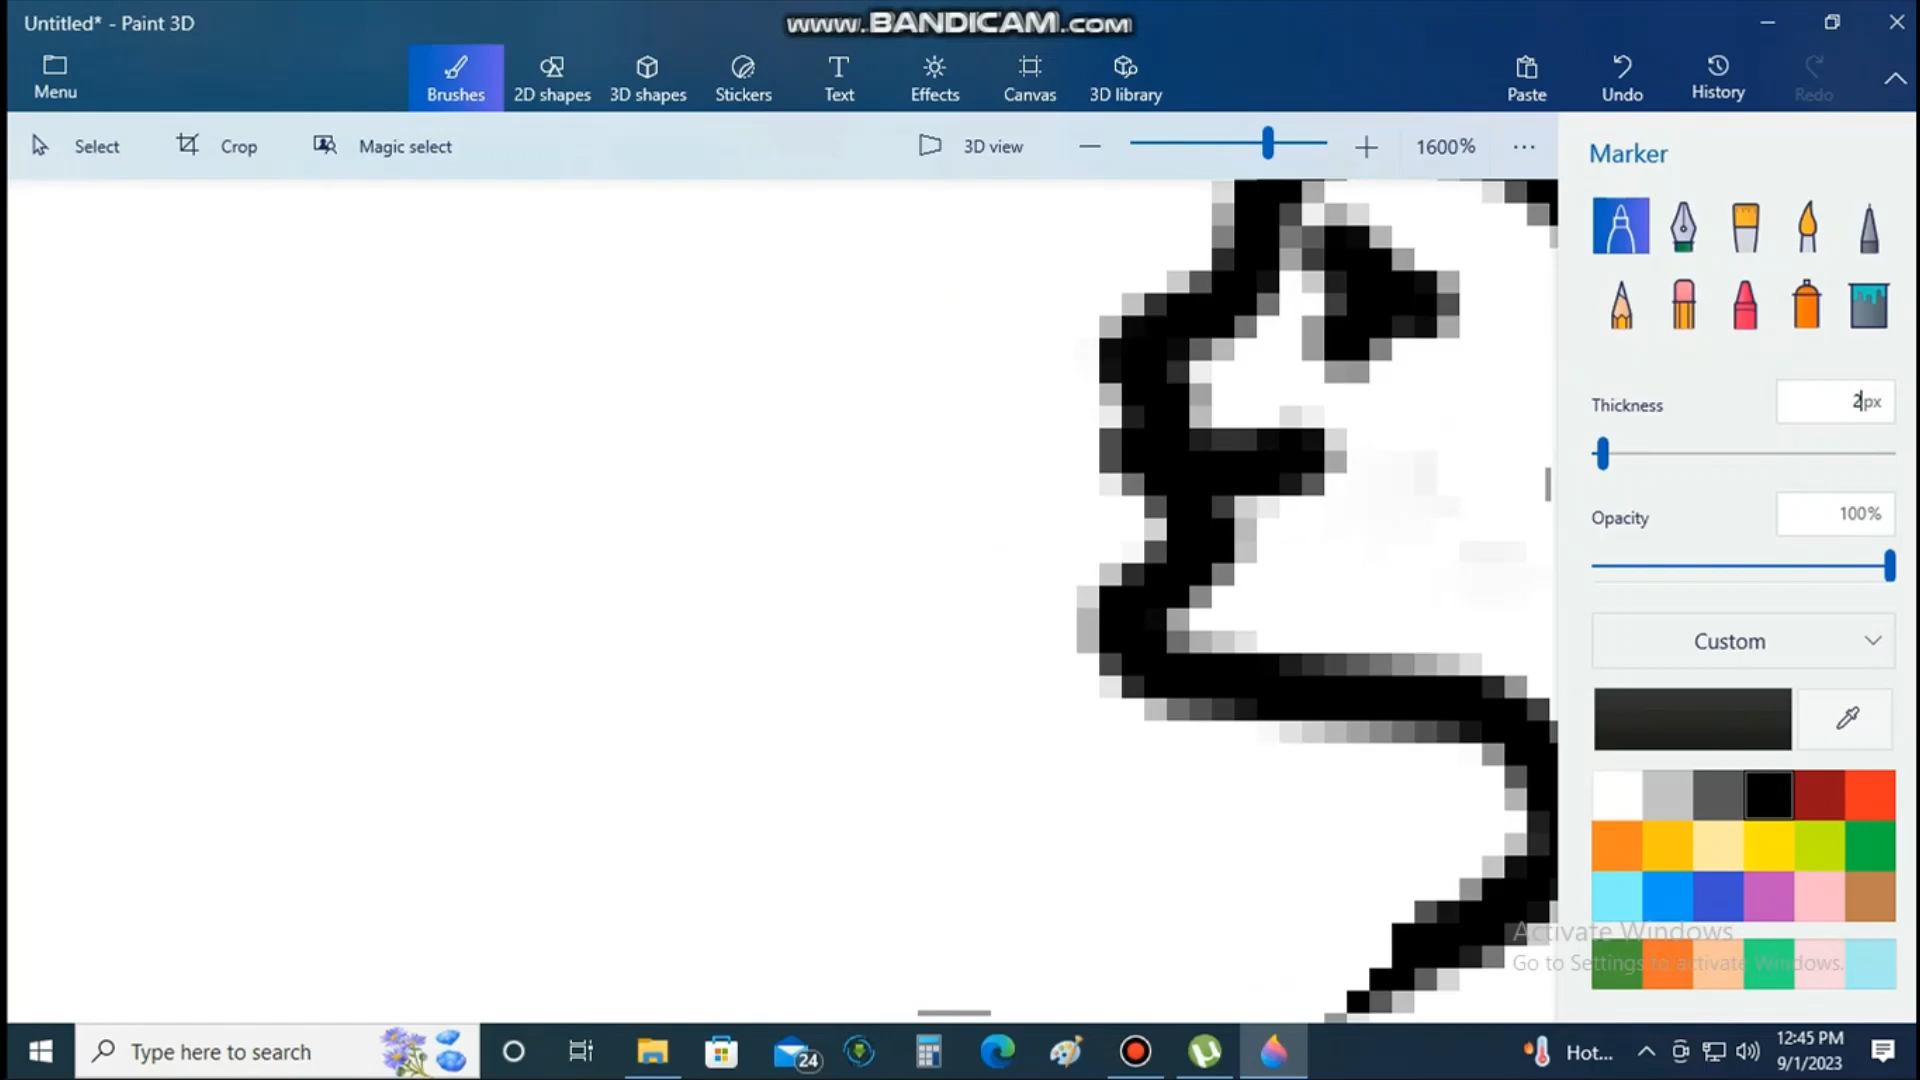 Untitled* - Paint 3D
www.BANDICAM.com
Menu
Brushes
2D shapes
3D shapes
Stickers
Text
Effects
Canvas
3D library
Paste
Undo
History
Redo
Select
Crop
Magic select
3D view
1600%
Marker
Thickness
2px
Opacity
100%
Custom
Activate Windows
Go to Settings to activate Windows.
Type here to search
24
Hot...
12:45 PM
9/1/2023